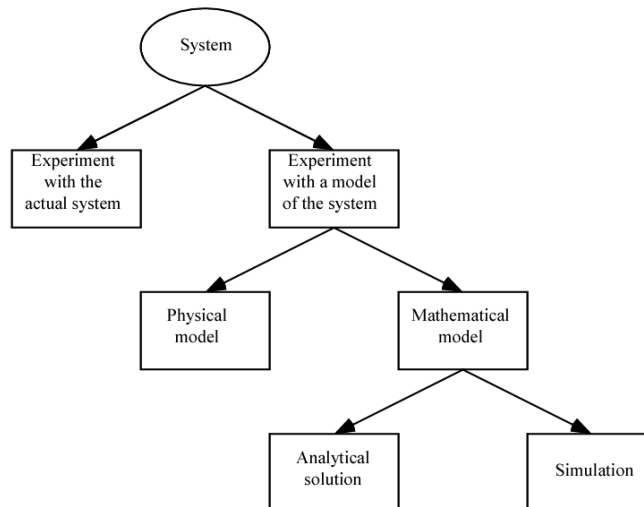 System
Experiment
with the
actual system
Experiment
with a model
of the system
Physical
model
Mathematical
model
Analytical
solution
Simulation